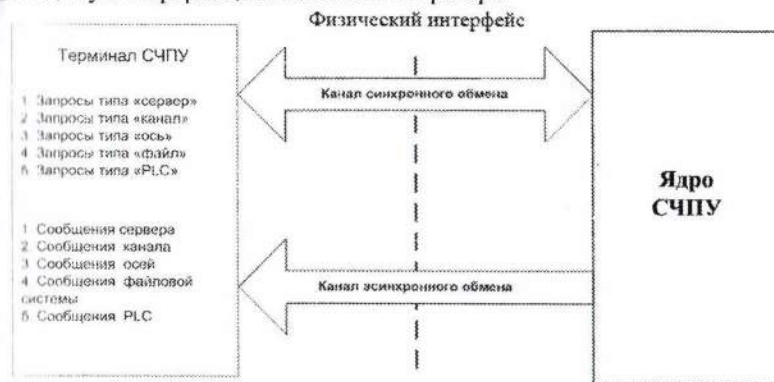 Физический интерфейс
Терминал СЧПУ
1 Запросы типа «сервер»
2 Запросы типа «канал»
3 Запросы типа «ось»
4 Запросы типа «файл»
5 Запросы типа «PLC»
1 Сообщения сервера
2 Сообщения канала
3 Сообщения осей
4 Сообщения файловой
системы
5 Сообщения PLC
Канал синхронного обмена
Канал асинхронного обмена
Ядро
СЧПУ